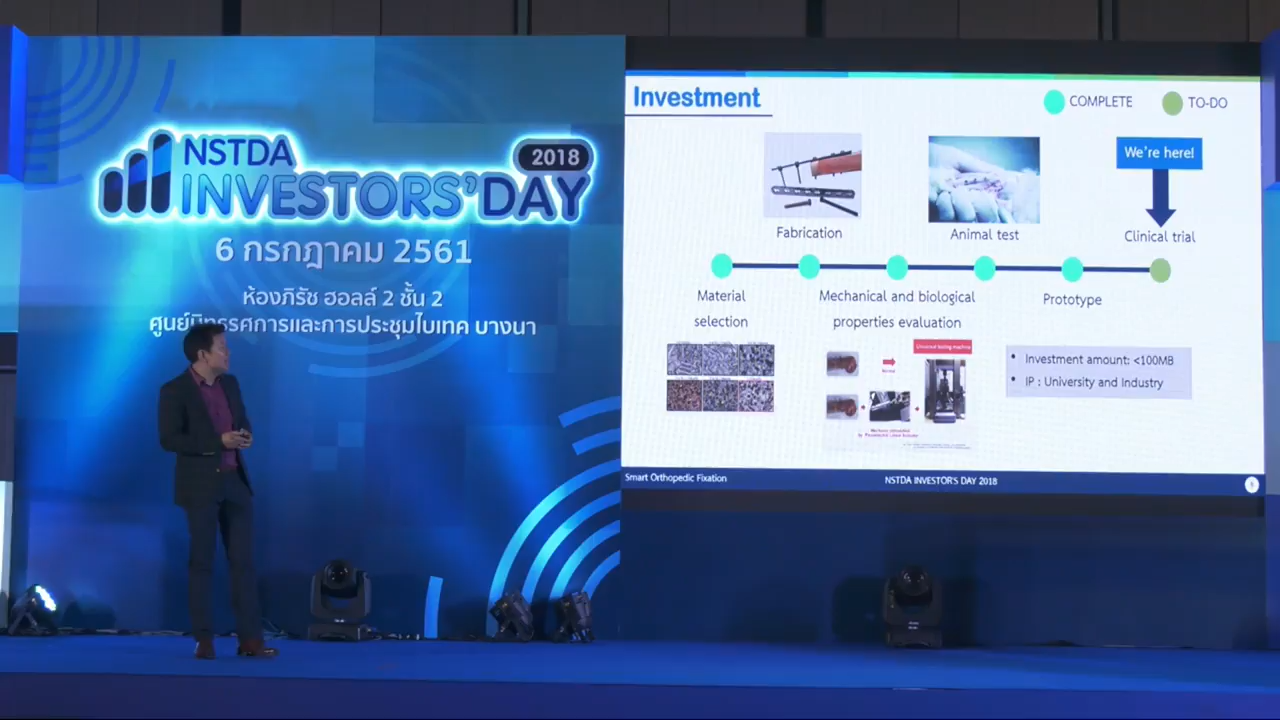 NSTDA
2018
INVESTORS' DAY
6 กรกฎาคม 2561
ห้องภิรัช ฮอลล์ 2 ชั้น 2
ศูนย์นิทรรศการและการประชุมไบเทค บางนา
Investment
COMPLETE
TO-DO
We're here!
Fabrication
Animal test
Clinical trial
Material
selection
Mechanical and biological
properties evaluation
Prototype
Universal testing machine
• Investment amount: <100MB
• IP : University and Industry
Smart Orthopedic Fixation
NSTDA INVESTOR'S DAY 2018
9